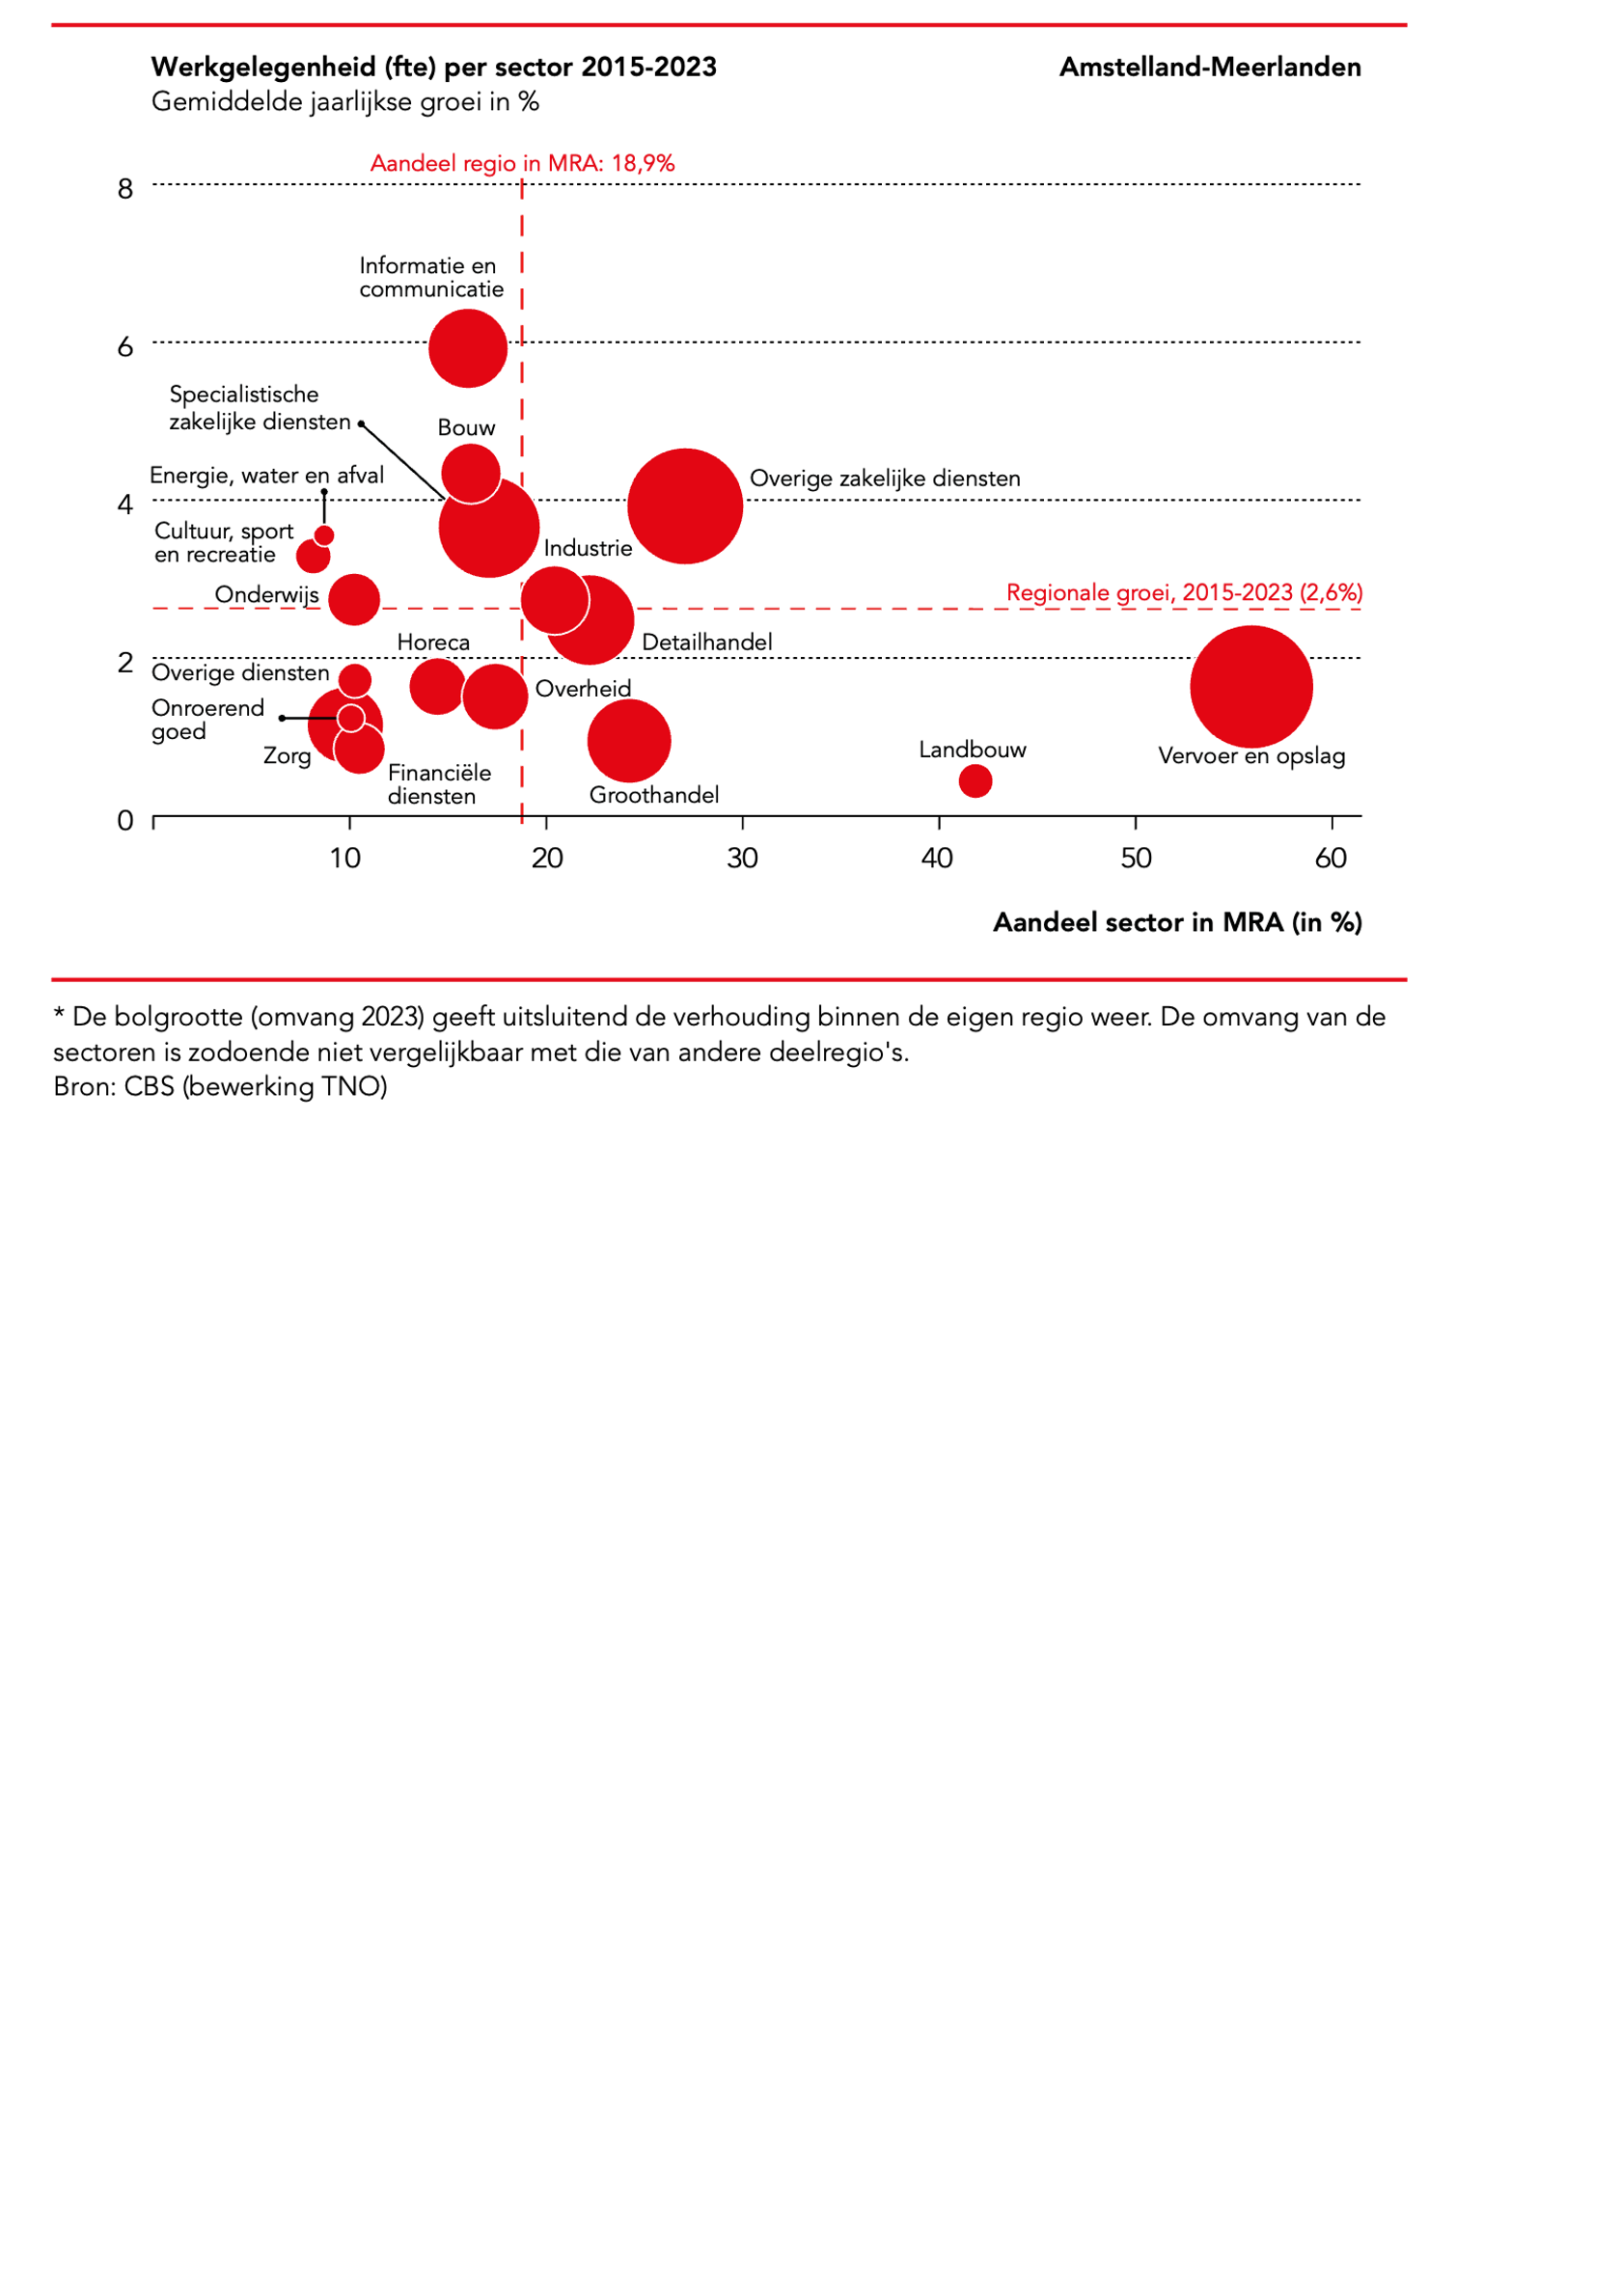 Werkgelegenheid (fte) per sector 2015-2023
Amstelland-Meerlanden
Gemiddelde jaarlijkse groei in %
Aandeel regio in MRA: 18,9%
8
Informatie en
communicatie
6
Specialistische
zakelijke diensten
Bouw
Energie, water en afval
Overige zakelijke diensten
4
Cultuur, sport
en recreatie
Industrie
Onderwijs
Regionale groei, 2015-2023 (2,6%)
Horeca
Detailhandel
2
Overige diensten
Overheid
Onroerend
goed
Zorg
Landbouw
Vervoer en opslag
Financiële
diensten
Groothandel
0
10
20
30
40
50
60
Aandeel sector in MRA (in %)
* De bolgrootte (omvang 2023) geeft uitsluitend de verhouding binnen de eigen regio weer. De omvang van de
sectoren is zodoende niet vergelijkbaar met die van andere deelregio's.
Bron: CBS (bewerking TNO)